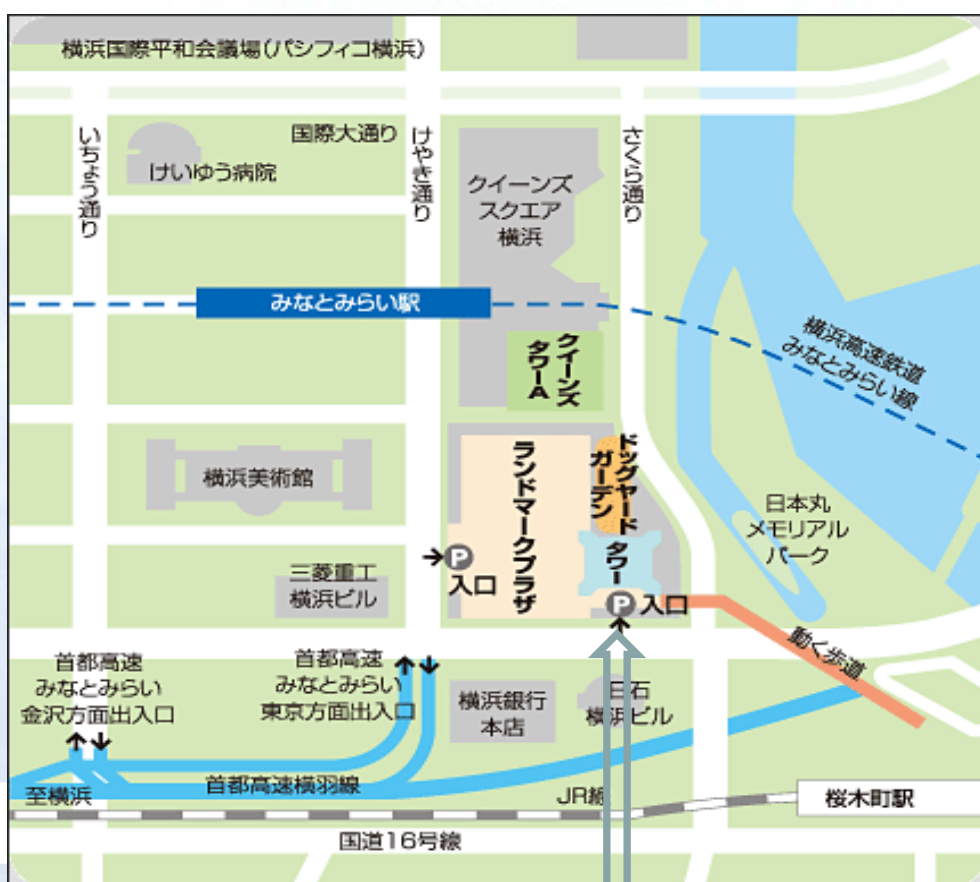 横浜国際平和会議場(パシフィコ横浜)
いちょう通り
国際大通り
けやき通り
さくら通り
けいゆう病院
クイーンズ
スクエア
横浜
みなとみらい駅
横浜高速鉄道
みなとみらい線
クイーンズ
タワーA
ランドマークプラザ
ドッグヤード
ガーデン
タワー
横浜美術館
日本丸
メモリアル
パーク
三菱重工
横浜ビル
P
入口
P
入口
動く歩道
首都高速
みなとみらい
金沢方面出入口
首都高速
みなとみらい
東京方面出入口
横浜銀行
本店
日石
横浜ビル
首都高速横羽線
至横浜
JR線
桜木町駅
国道16号線